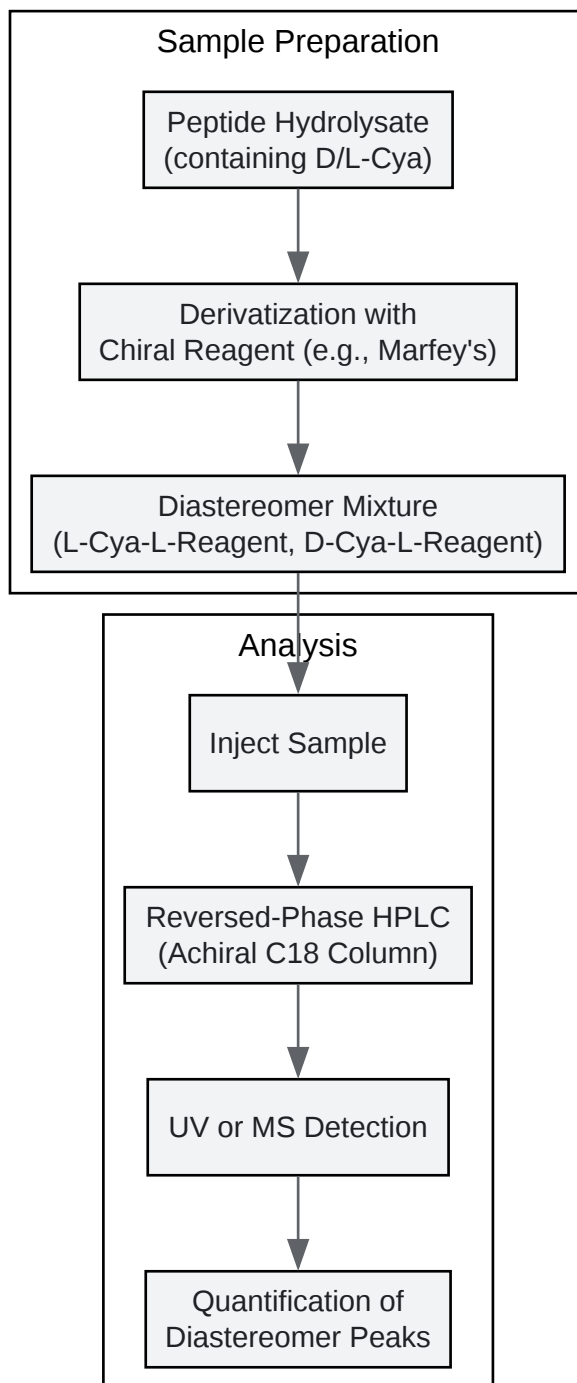 Sample Preparation
Peptide Hydrolysate
(containing D/L-Cya)
Derivatization with
Chiral Reagent (e.g., Marfey's)
Diastereomer Mixture
(L-Cya-L-Reagent, D-Cya-L-Reagent)
Analysis
Inject Sample
Reversed-Phase HPLC
(Achiral C18 Column)
UV or MS Detection
Quantification of
Diastereomer Peaks